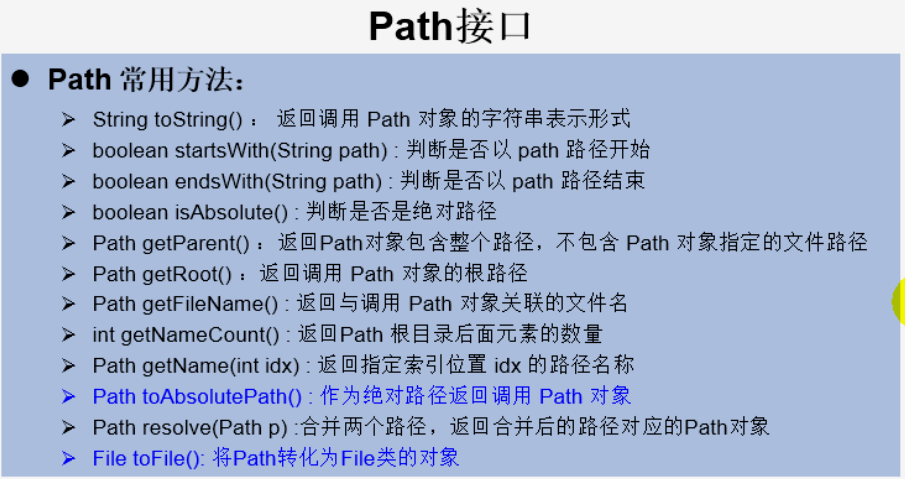 Path接口
● Path 常用方法:
➢ String toString() : 返回调用 Path 对象的字符串表示形式
➢ boolean startsWith(String path) : 判断是否以 path 路径开始
➢ boolean endsWith(String path) : 判断是否以 path 路径结束
➢ boolean isAbsolute() : 判断是否是绝对路径
➢ Path getParent() : 返回Path对象包含整个路径，不包含 Path 对象指定的文件路径
➢ Path getRoot() : 返回调用 Path 对象的根路径
➢ Path getFileName() : 返回与调用 Path 对象关联的文件名
➢ int getNameCount() : 返回Path 根目录后面元素的数量
➢ Path getName(int idx) : 返回指定索引位置 idx 的路径名称
➢ Path toAbsolutePath() : 作为绝对路径返回调用 Path 对象
➢ Path resolve(Path p) :合并两个路径，返回合并后的路径对应的Path对象
➢ File toFile(): 将Path转化为File类的对象